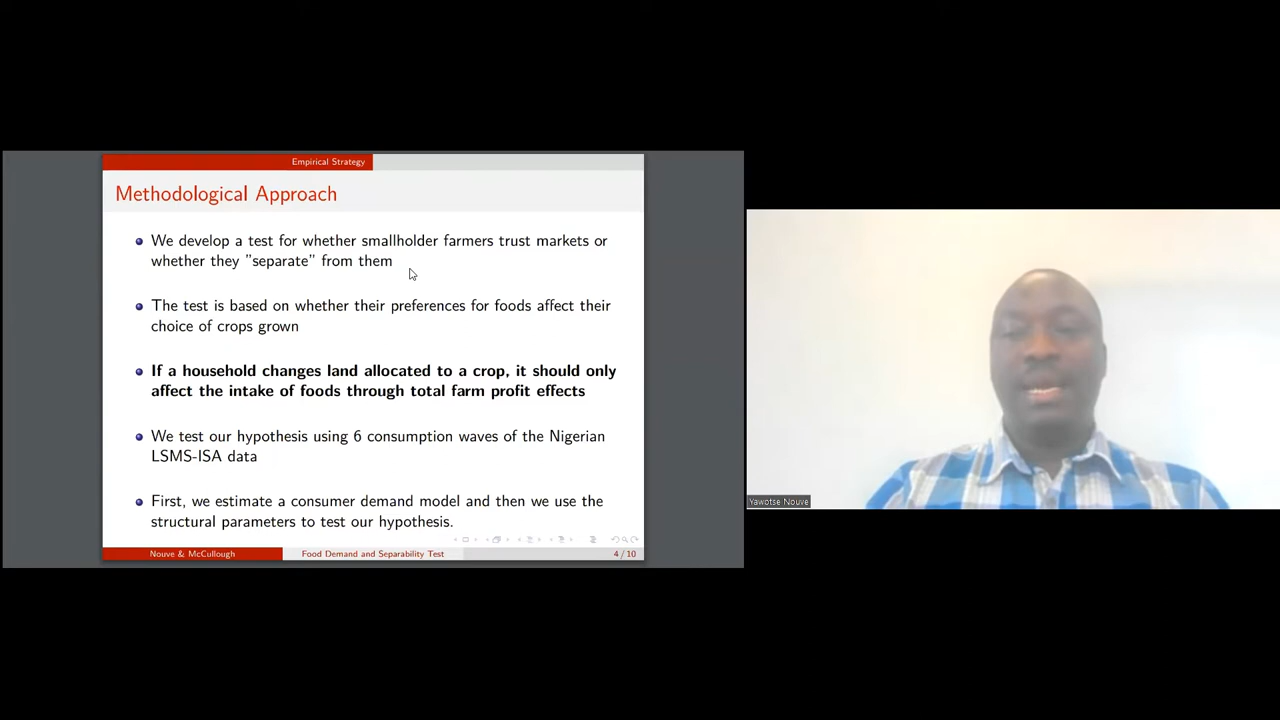 Empirical Strategy
Methodological Approach
We develop a test for whether smallholder farmers trust markets or
whether they "separate" from them
The test is based on whether their preferences for foods affect their
choice of crops grown
If a household changes land allocated to a crop, it should only
affect the intake of foods through total farm profit effects
We test our hypothesis using 6 consumption waves of the Nigerian
LSMS-ISA data
First, we estimate a consumer demand model and then we use the
structural parameters to test our hypothesis.
Nouve & McCullough
Food Demand and Separability Test
4 / 10
Yawotse Nouve